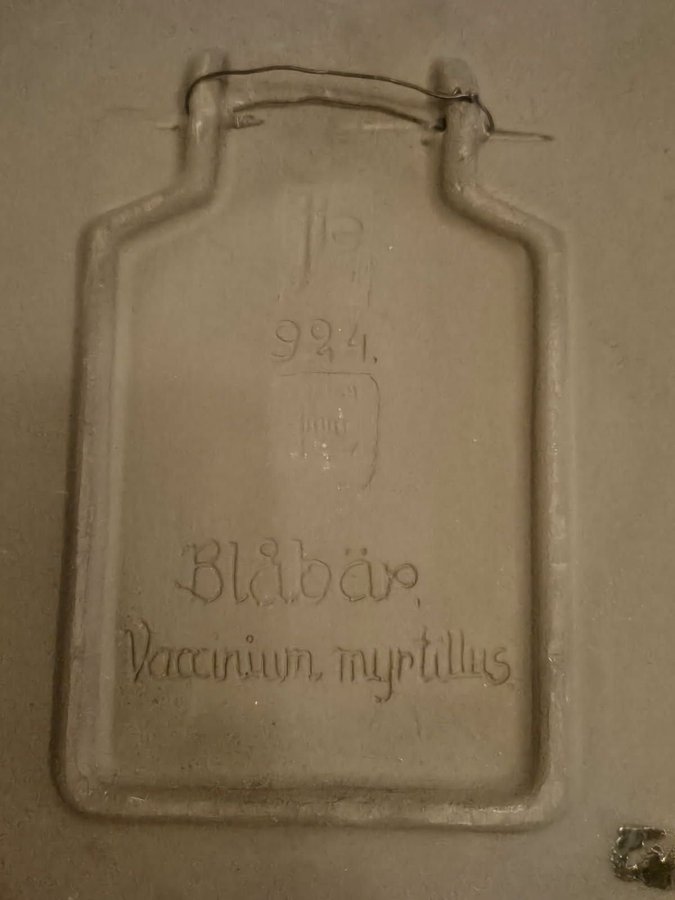 924.
Blåbär,
Vaccinium. myrtillus.